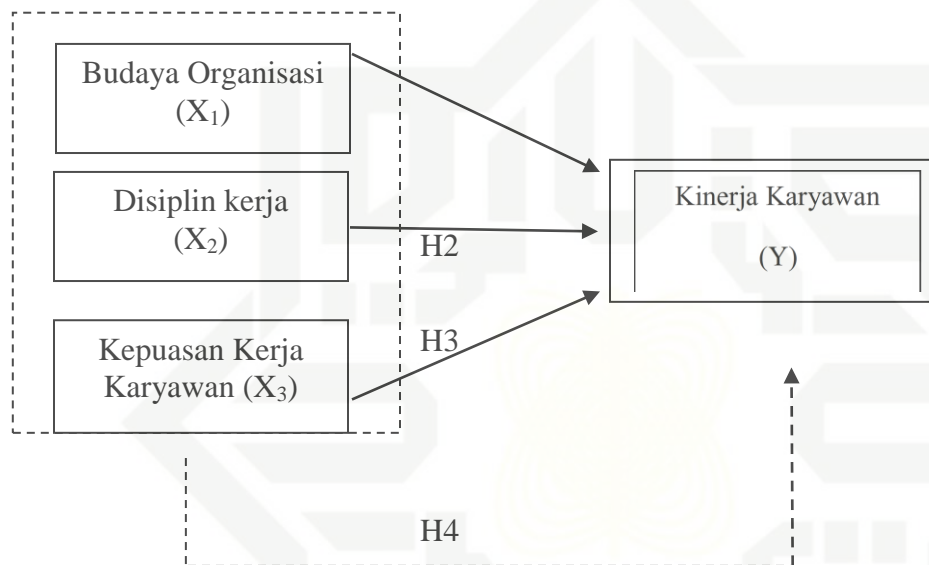 Budaya Organisasi
(X₁)
Disiplin kerja
(X₂)
H2
Kepuasan Kerja
Karyawan (X₃)
H3
Kinerja Karyawan
(Y)
H4